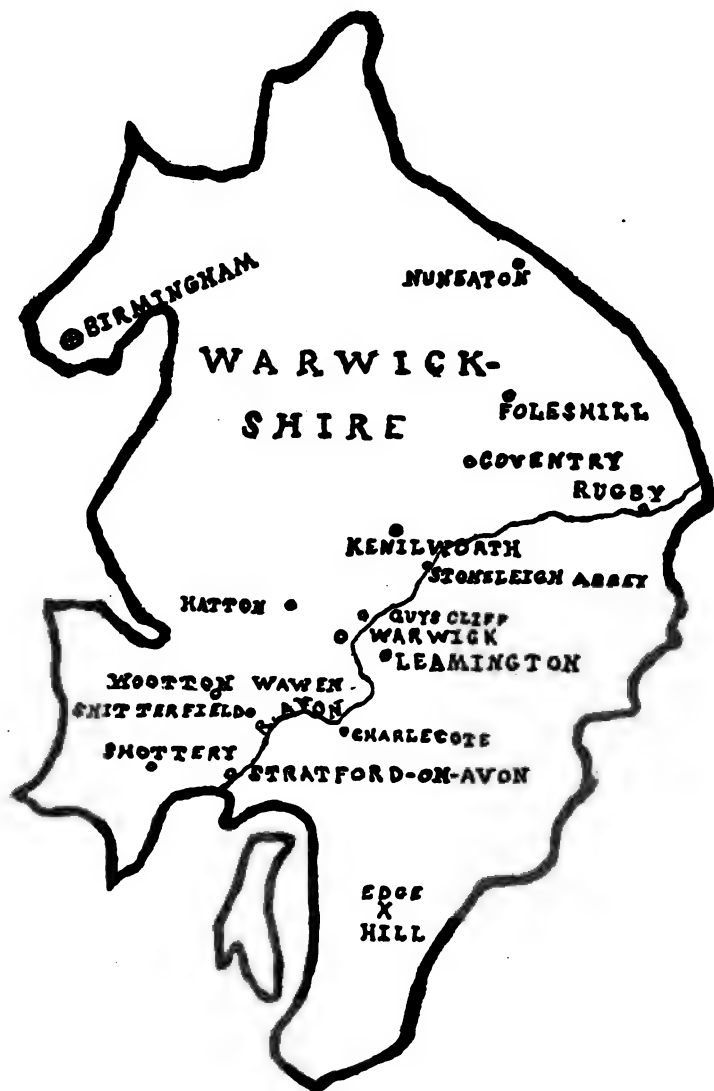 BIRMINGHAM
NUNEATON
WARWICK-
SHIRE
FOLESHILL
COVENTRY
RUGBY
KENILWORTH
STONELEIGH ABBEY
HATTON
GUYS CLIFF
WARWICK
LEAMINGTON
WOOTTON WAWEN
SNITTERFIELD
R. AVON
CHARLECOTE
SHOTTERY
STRATFORD-ON-AVON
EDGE
X
HILL